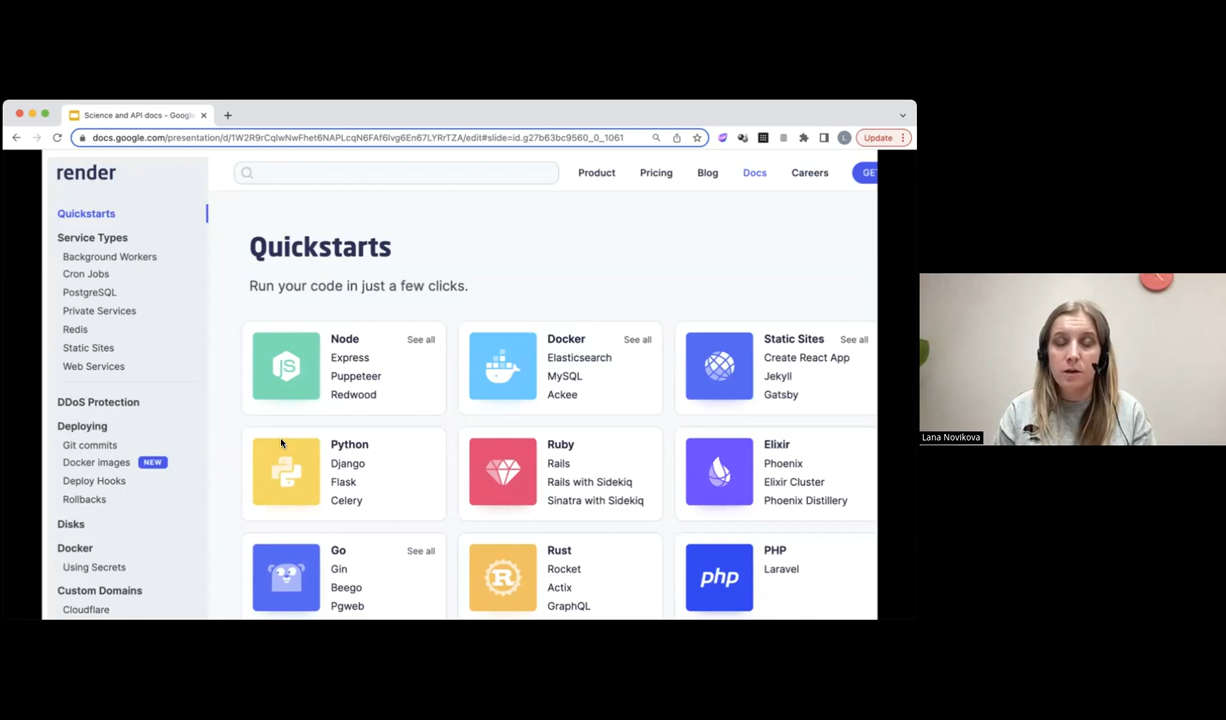 Science and API docs - Google
docs.google.com/presentation/d/1W2R9rCqlwNwFhet6NAPLcqN6FAf6Ivg6En67LYRrTZA/edit#slide=id.g27b63bc9560_0_1061
Update
render
Product
Pricing
Blog
Docs
Careers
GE
Quickstarts
Service Types
Background Workers
Cron Jobs
PostgreSQL
Private Services
Redis
Static Sites
Web Services
DDoS Protection
Deploying
Git commits
Docker images NEW
Deploy Hooks
Rollbacks
Disks
Docker
Using Secrets
Custom Domains
Cloudflare
Quickstarts
Run your code in just a few clicks.
JS
Node See all
Express
Puppeteer
Redwood
Docker See all
Elasticsearch
MySQL
Ackee
Static Sites See all
Create React App
Jekyll
Gatsby
Python
Django
Flask
Celery
Ruby
Rails
Rails with Sidekiq
Sinatra with Sidekiq
Elixir
Phoenix
Elixir Cluster
Phoenix Distillery
Go See all
Gin
Beego
Pgweb
R
Rust
Rocket
Actix
GraphQL
php
PHP
Laravel
Lana Novikova